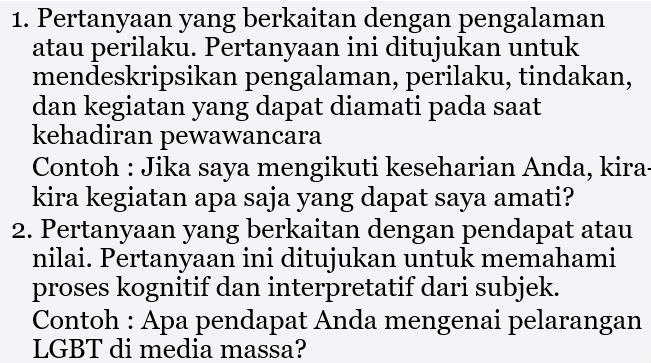 1. Pertanyaan yang berkaitan dengan pengalaman
atau perilaku. Pertanyaan ini ditujukan untuk
mendeskripsikan pengalaman, perilaku, tindakan,
dan kegiatan yang dapat diamati pada saat
kehadiran pewawancara
Contoh : Jika saya mengikuti keseharian Anda, kira-
kira kegiatan apa saja yang dapat saya amati?
2. Pertanyaan yang berkaitan dengan pendapat atau
nilai. Pertanyaan ini ditujukan untuk memahami
proses kognitif dan interpretatif dari subjek.
Contoh : Apa pendapat Anda mengenai pelarangan
LGBT di media massa?